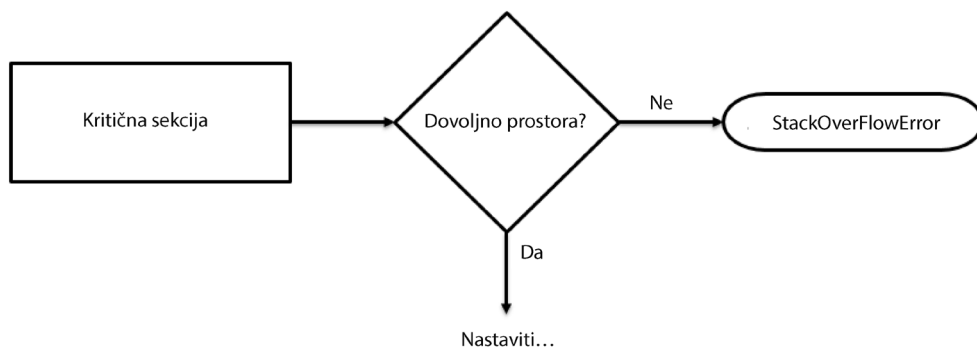 Kritična sekcija
Dovoljno prostora?
Ne
StackOverFlowError
Da
Nastaviti...